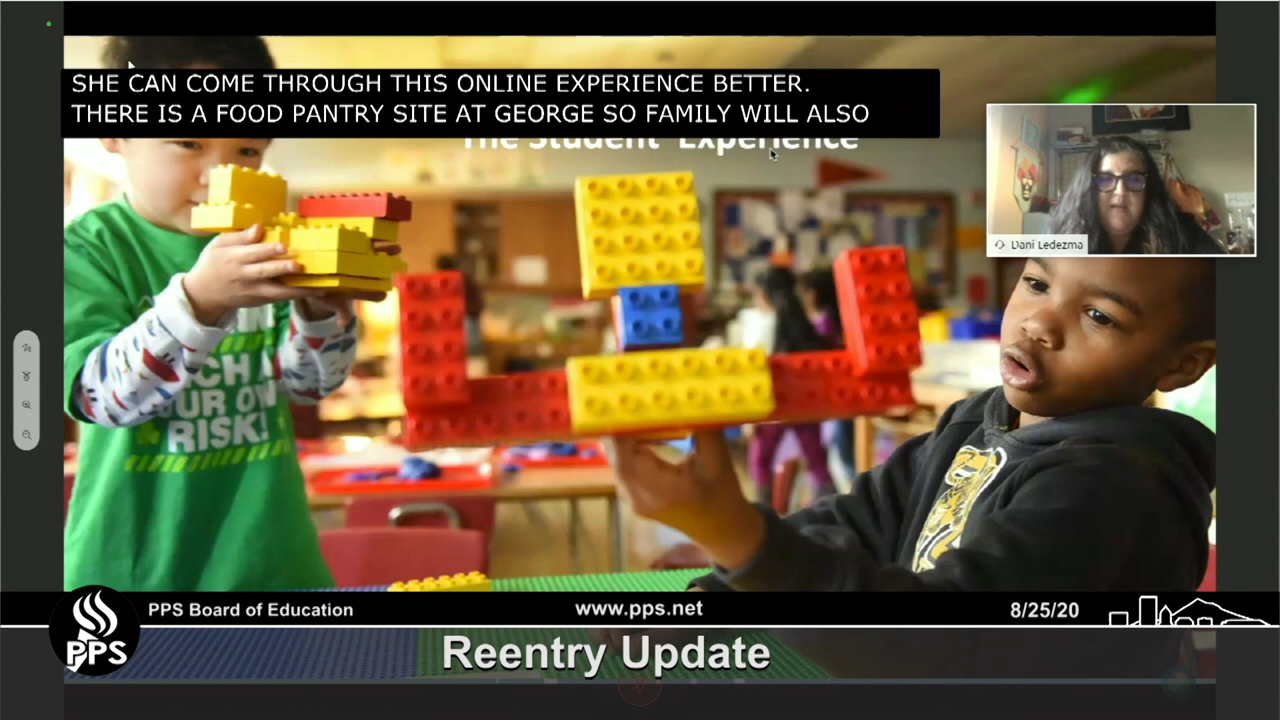 SHE CAN COME THROUGH THIS ONLINE EXPERIENCE BETTER.
THERE IS A FOOD PANTRY SITE AT GEORGE SO FAMILY WILL ALSO
The Student Experience
Dani Ledezma
RISK!
PPS Board of Education
www.pps.net
8/25/20
PPS
Reentry Update